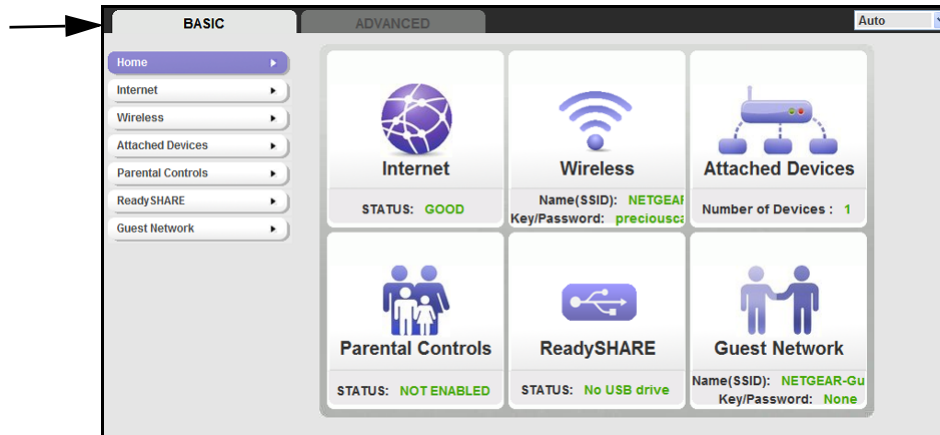 BASIC
ADVANCED
Auto
Home
Internet
Wireless
Attached Devices
Parental Controls
ReadySHARE
Guest Network
Internet
STATUS: GOOD
Wireless
Name(SSID): NETGEAR
Key/Password: preciousca
Attached Devices
Number of Devices : 1
Parental Controls
STATUS: NOT ENABLED
ReadySHARE
STATUS: No USB drive
Guest Network
Name(SSID): NETGEAR-Gu
Key/Password: None